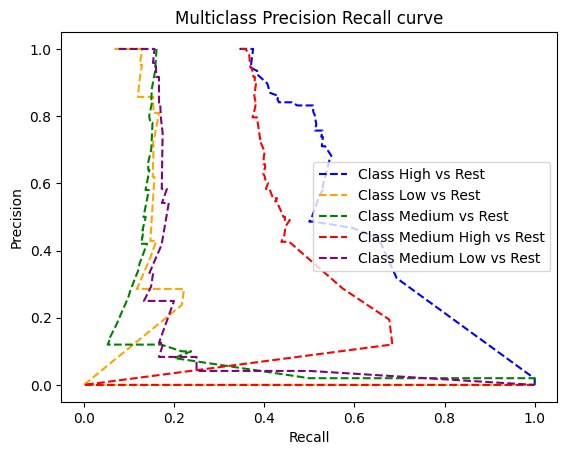 Multiclass Precision Recall curve
Precision
1.0
0.8
0.6
0.4
0.2
0.0
Class High vs Rest
Class Low vs Rest
Class Medium vs Rest
Class Medium High vs Rest
Class Medium Low vs Rest
0.0 0.2 0.4 0.6 0.8 1.0
Recall